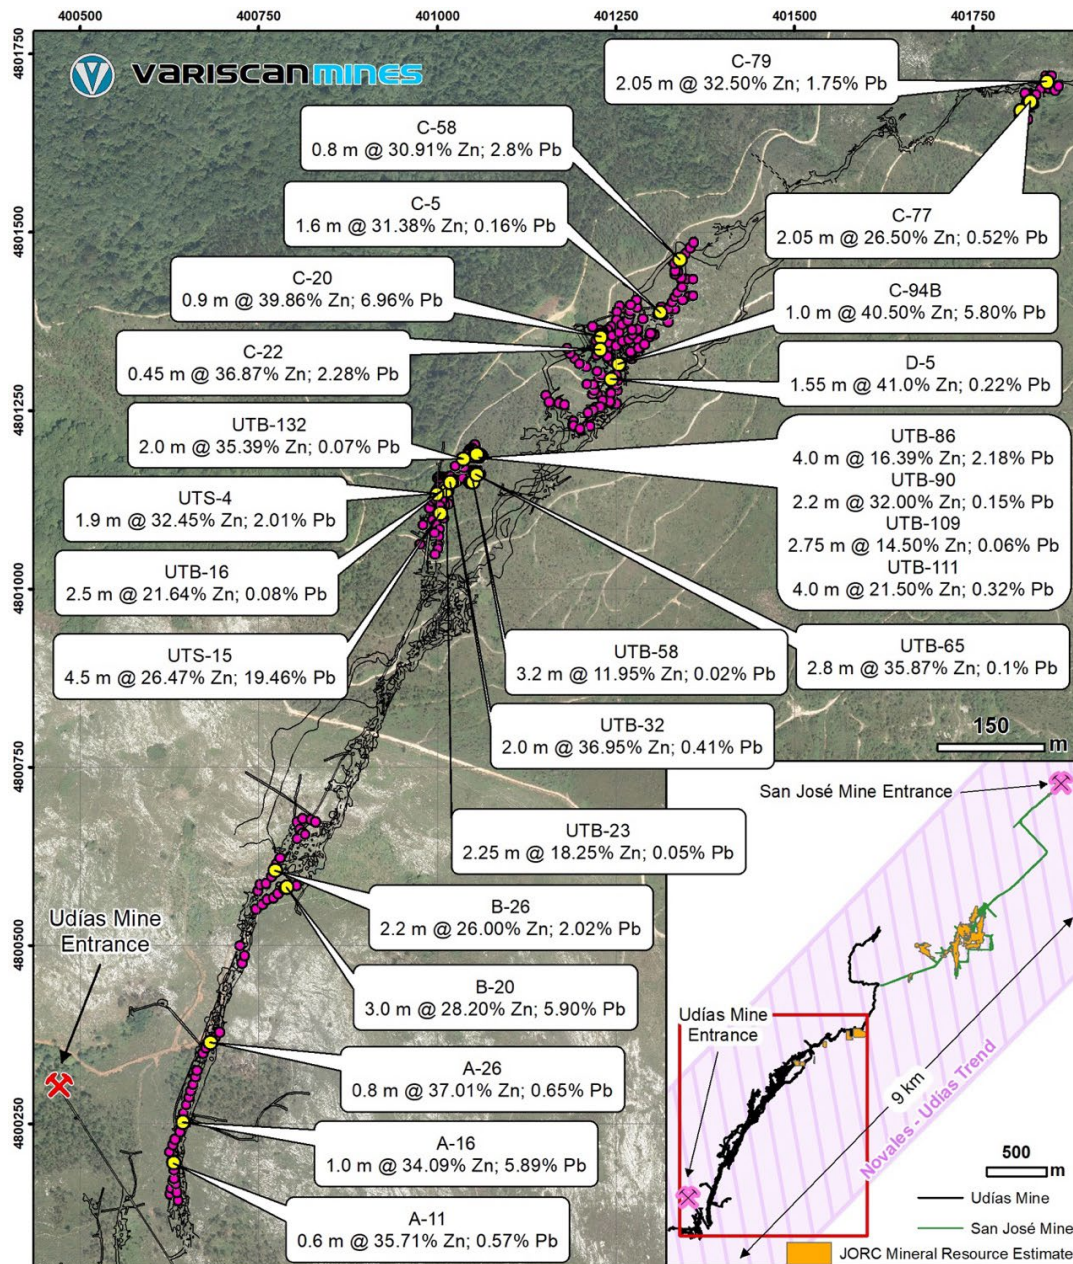 400500
400750
401000
401250
401500
401750
4801750
4801500
4801250
4801000
4800750
4800500
4800250
VARISCAN MINES
C-79
2.05 m @ 32.50% Zn; 1.75% Pb
C-58
0.8 m @ 30.91% Zn; 2.8% Pb
C-5
1.6 m @ 31.38% Zn; 0.16% Pb
C-77
2.05 m @ 26.50% Zn; 0.52% Pb
C-20
0.9 m @ 39.86% Zn; 6.96% Pb
C-94B
1.0 m @ 40.50% Zn; 5.80% Pb
C-22
0.45 m @ 36.87% Zn; 2.28% Pb
D-5
1.55 m @ 41.0% Zn; 0.22% Pb
UTB-132
2.0 m @ 35.39% Zn; 0.07% Pb
UTB-86
4.0 m @ 16.39% Zn; 2.18% Pb
UTB-90
2.2 m @ 32.00% Zn; 0.15% Pb
UTB-109
2.75 m @ 14.50% Zn; 0.06% Pb
UTB-111
4.0 m @ 21.50% Zn; 0.32% Pb
UTS-4
1.9 m @ 32.45% Zn; 2.01% Pb
UTB-16
2.5 m @ 21.64% Zn; 0.08% Pb
UTS-15
4.5 m @ 26.47% Zn; 19.46% Pb
UTB-58
3.2 m @ 11.95% Zn; 0.02% Pb
UTB-65
2.8 m @ 35.87% Zn; 0.1% Pb
UTB-32
2.0 m @ 36.95% Zn; 0.41% Pb
150
m
UTB-23
2.25 m @ 18.25% Zn; 0.05% Pb
B-26
2.2 m @ 26.00% Zn; 2.02% Pb
B-20
3.0 m @ 28.20% Zn; 5.90% Pb
Udías Mine
Entrance
A-26
0.8 m @ 37.01% Zn; 0.65% Pb
A-16
1.0 m @ 34.09% Zn; 5.89% Pb
A-11
0.6 m @ 35.71% Zn; 0.57% Pb
San José Mine Entrance
Udías Mine
Entrance
9 km
Novales - Udías Trend
500
m
Udías Mine
San José Mine
JORC Mineral Resource Estimate